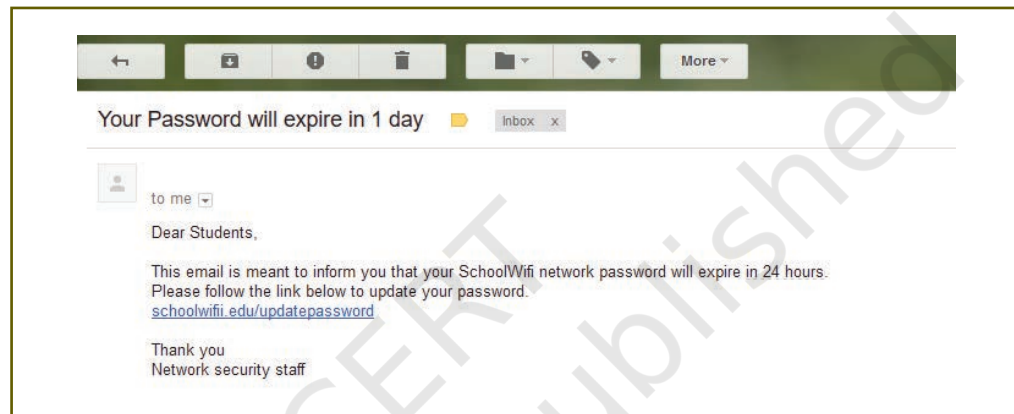 More
Your Password will expire in 1 day Inbox x
to me
Dear Students,
This email is meant to inform you that your SchoolWifi network password will expire in 24 hours.
Please follow the link below to update your password.
schoolwifii.edu/updatepassword
Thank you
Network security staff